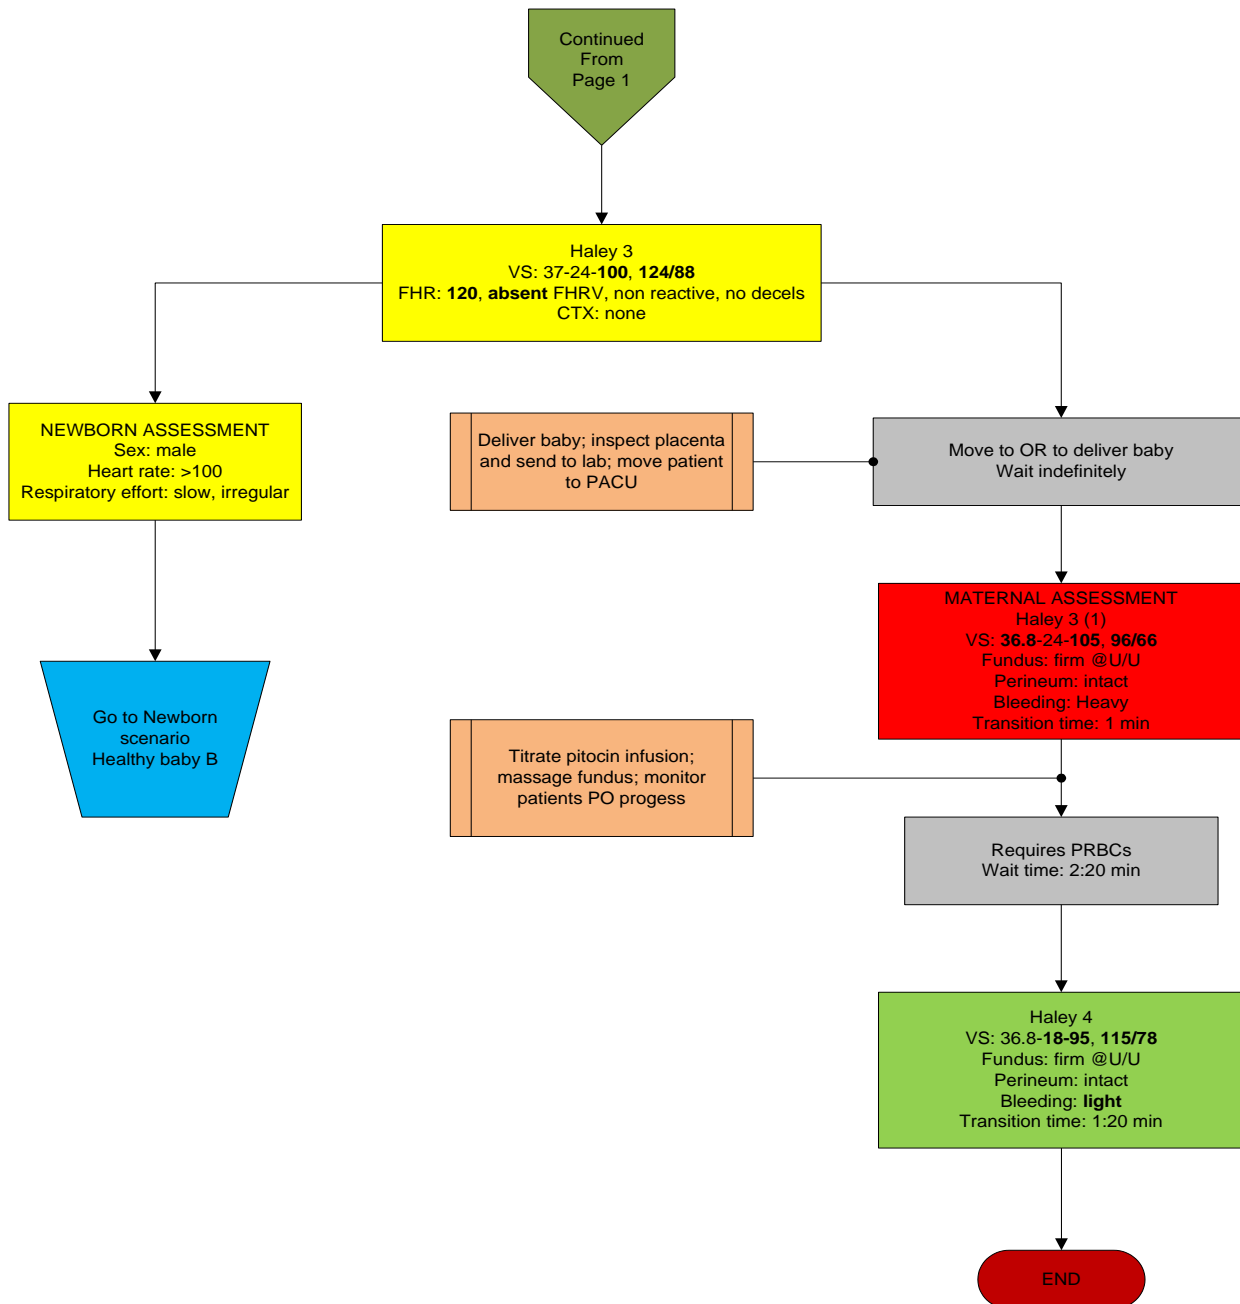 Continued
From
Page 1
Haley 3
VS: 37-24-100, 124/88
FHR: 120, absent FHRV, non reactive, no decels
CTX: none
NEWBORN ASSESSMENT
Sex: male
Heart rate: >100
Respiratory effort: slow, irregular
Deliver baby; inspect placenta
and send to lab; move patient
to PACU
Move to OR to deliver baby
Wait indefinitely
MATERNAL ASSESSMENT
Haley 3 (1)
VS: 36.8-24-105, 96/66
Fundus: firm @U/U
Perineum: intact
Bleeding: Heavy
Transition time: 1 min
Go to Newborn
scenario
Healthy baby B
Titrate pitocin infusion;
massage fundus; monitor
patients PO progess
Requires PRBCs
Wait time: 2:20 min
Haley 4
VS: 36.8-18-95, 115/78
Fundus: firm @U/U
Perineum: intact
Bleeding: light
Transition time: 1:20 min
END